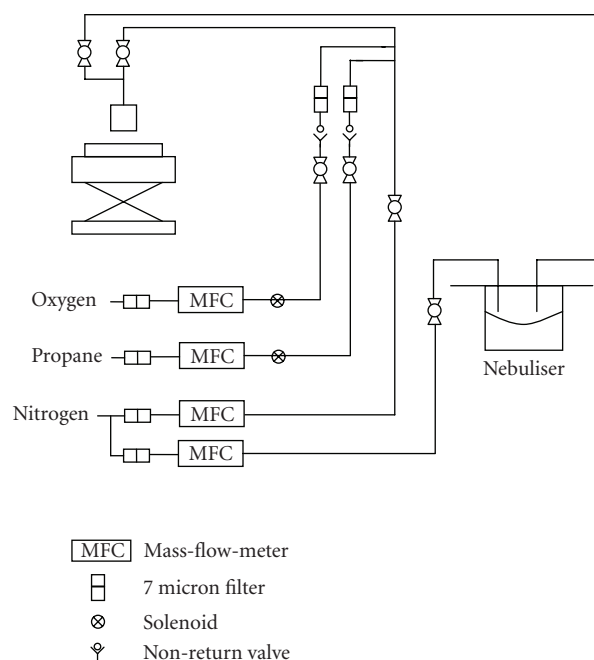 Oxygen
MFC
Propane
MFC
Nebuliser
Nitrogen
MFC
MFC
MFC Mass-flow-meter
7 micron filter
Solenoid
Non-return valve